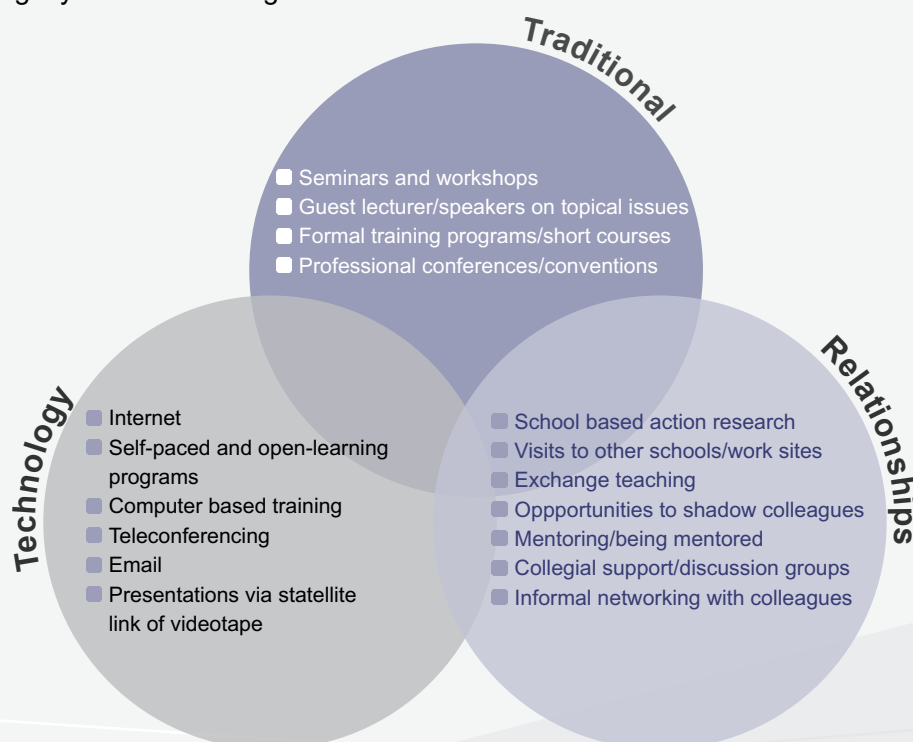 Traditional
Seminars and workshops
Guest lecturer/speakers on topical issues
Formal training programs/short courses
Professional conferences/conventions
Technology
Internet
Self-paced and open-learning
programs
Computer based training
Teleconferencing
Email
Presentations via statellite
link of videotape
Relationships
School based action research
Visits to other schools/work sites
Exchange teaching
Oppportunities to shadow colleagues
Mentoring/being mentored
Collegial support/discussion groups
Informal networking with colleagues